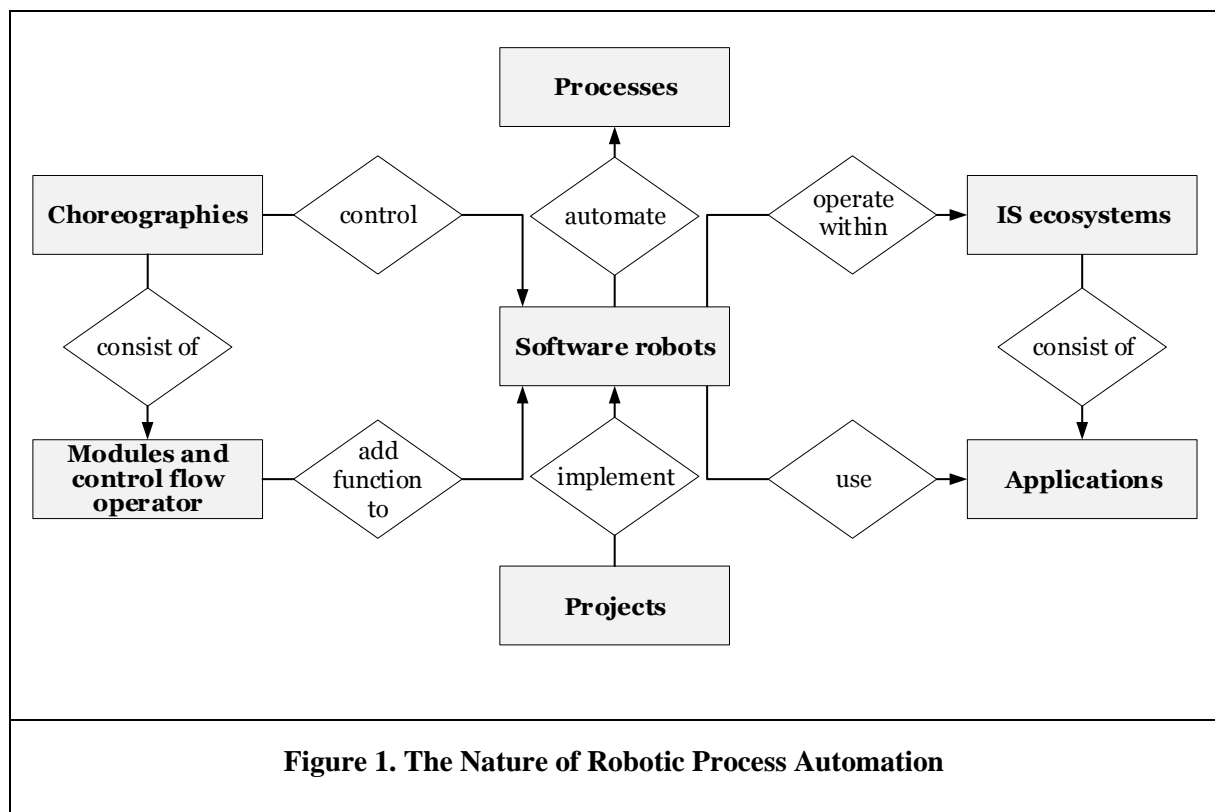 Processes
Choreographies
control
automate
operate
within
IS ecosystems
consist of
Software robots
consist of
Modules and
control flow
operator
add
function
to
implement
use
Applications
Projects
Figure 1. The Nature of Robotic Process Automation